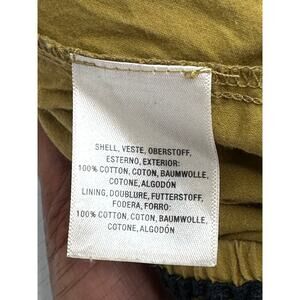 SHELL, VESTE, OBERSTOFF,
ESTERNO, EXTERIOR:
100% COTTON, COTON, BAUMWOLLE,
COTONE, ALGODÓN
LINING, DOUBLURE, FUTTERSTOFF,
FODERA, FORRO:
100% COTTON, COTON, BAUMWOLLE,
COTONE, ALGODÓN